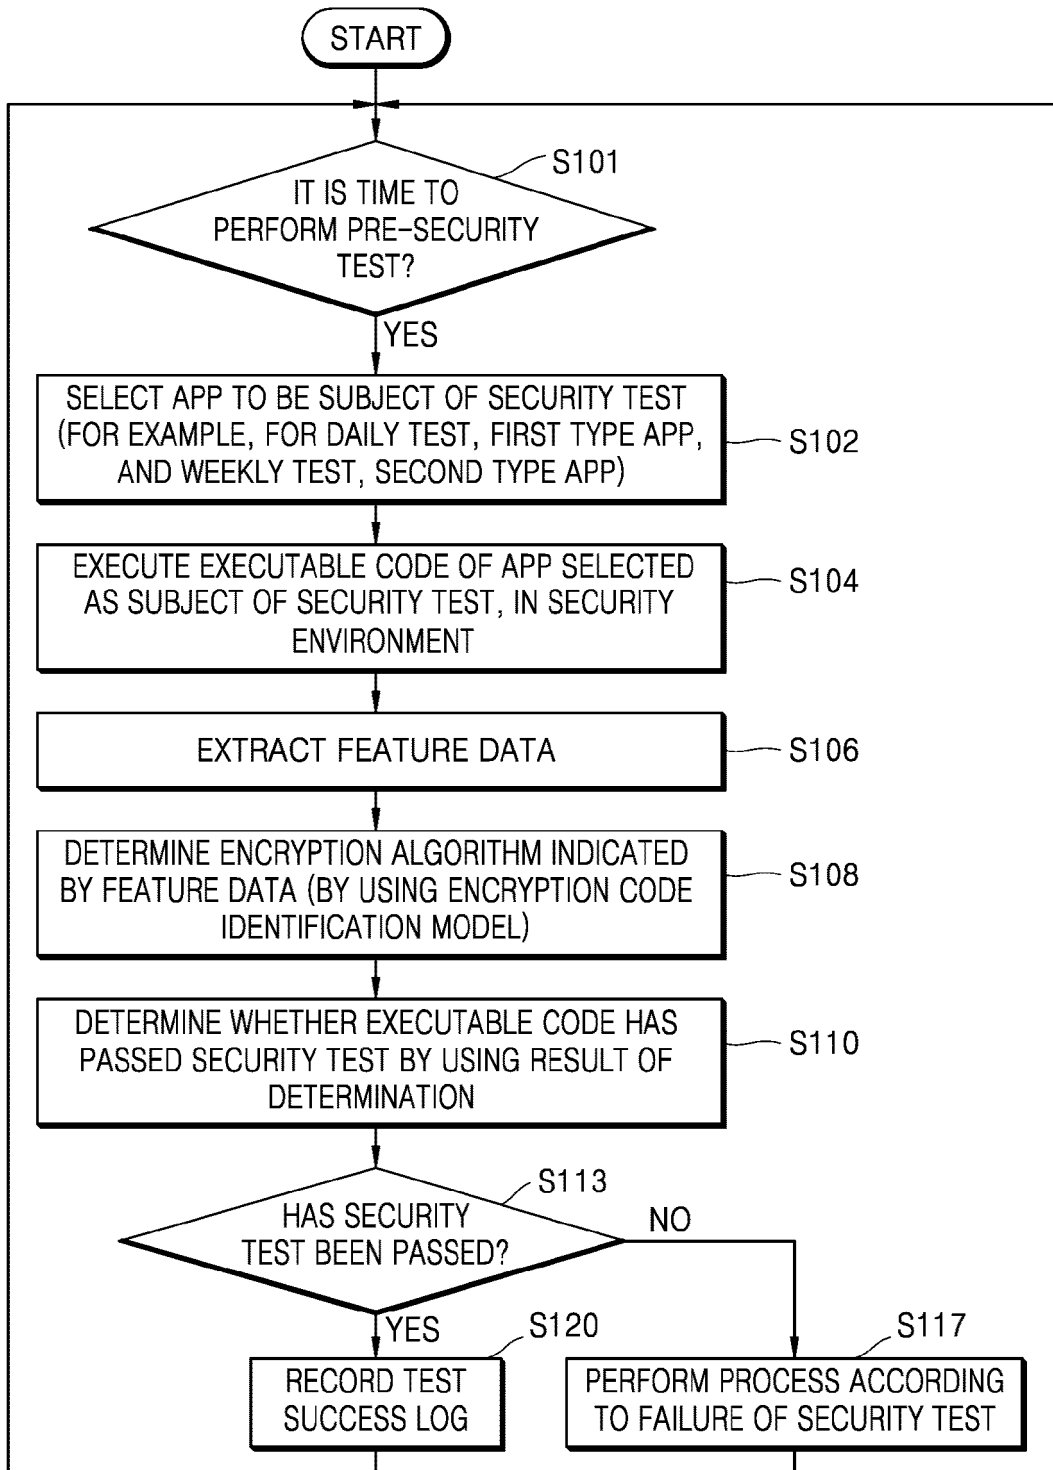 START
S101
IT IS TIME TO
PERFORM PRE-SECURITY
TEST?
YES
SELECT APP TO BE SUBJECT OF SECURITY TEST
(FOR EXAMPLE, FOR DAILY TEST, FIRST TYPE APP,
AND WEEKLY TEST, SECOND TYPE APP)
S102
EXECUTE EXECUTABLE CODE OF APP SELECTED
AS SUBJECT OF SECURITY TEST, IN SECURITY
ENVIRONMENT
S104
EXTRACT FEATURE DATA
S106
DETERMINE ENCRYPTION ALGORITHM INDICATED
BY FEATURE DATA (BY USING ENCRYPTION CODE
IDENTIFICATION MODEL)
S108
DETERMINE WHETHER EXECUTABLE CODE HAS
PASSED SECURITY TEST BY USING RESULT OF
DETERMINATION
S110
S113
HAS SECURITY
TEST BEEN PASSED?
NO
YES
S120
RECORD TEST
SUCCESS LOG
S117
PERFORM PROCESS ACCORDING
TO FAILURE OF SECURITY TEST